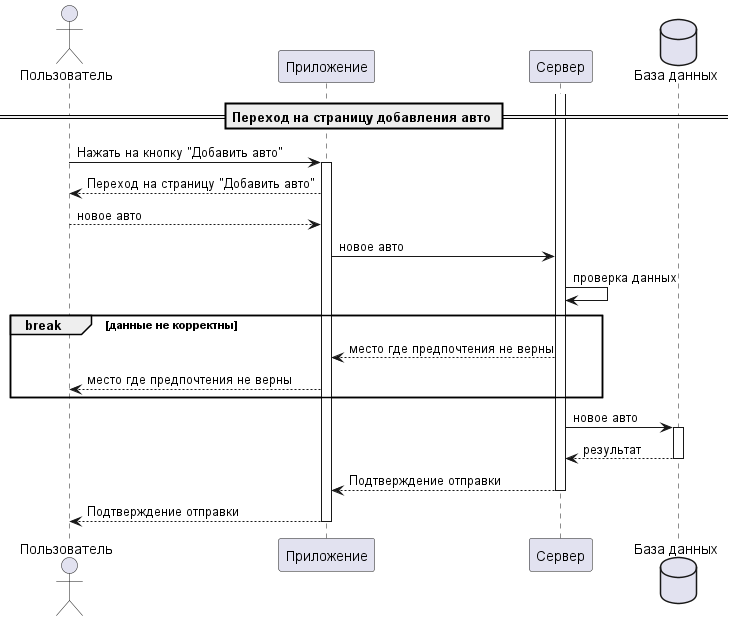 Пользователь
Приложение
Сервер
База данных
Переход на страницу добавления авто
Нажать на кнопку "Добавить авто"
Переход на страницу "Добавить авто"
новое авто
новое авто
проверка данных
break [данные не корректны]
место где предпочтения не верны
место где предпочтения не верны
новое авто
результат
Подтверждение отправки
Подтверждение отправки
Пользователь
Приложение
Сервер
База данных